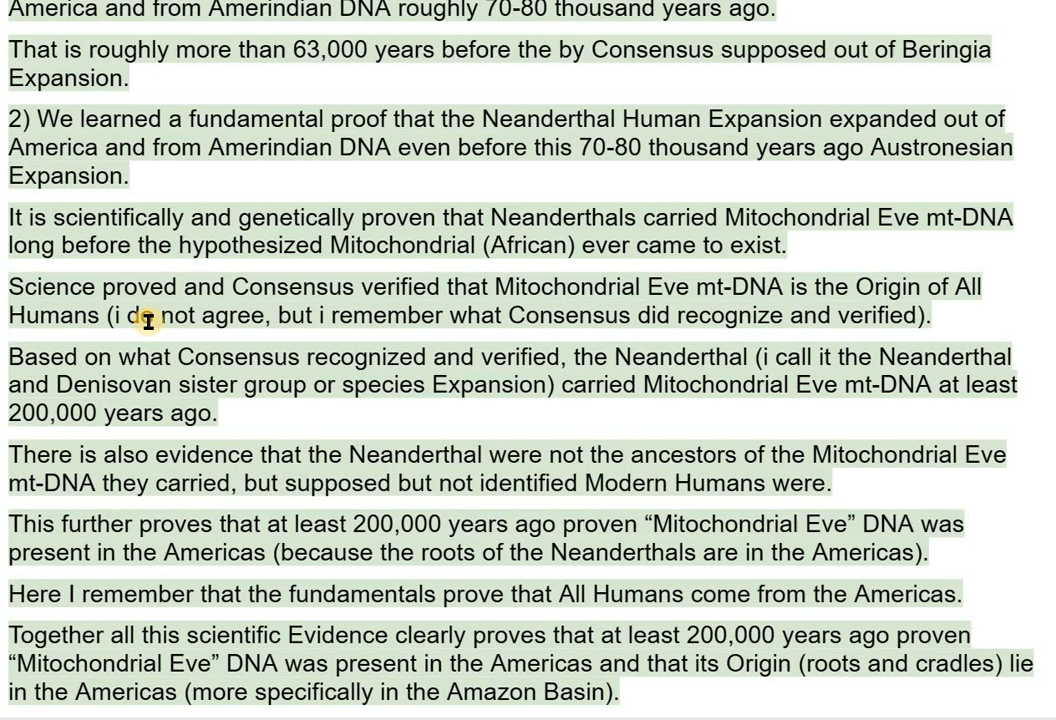 America and from Amerindian DNA roughly 70-80 thousand years ago.
That is roughly more than 63,000 years before the by Consensus supposed out of Beringia
Expansion.
2) We learned a fundamental proof that the Neanderthal Human Expansion expanded out of
America and from Amerindian DNA even before this 70-80 thousand years ago Austronesian
Expansion.
It is scientifically and genetically proven that Neanderthals carried Mitochondrial Eve mt-DNA
long before the hypothesized Mitochondrial (African) ever came to exist.
Science proved and Consensus verified that Mitochondrial Eve mt-DNA is the Origin of All
Humans (i do not agree, but i remember what Consensus did recognize and verified).
Based on what Consensus recognized and verified, the Neanderthal (i call it the Neanderthal
and Denisovan sister group or species Expansion) carried Mitochondrial Eve mt-DNA at least
200,000 years ago.
There is also evidence that the Neanderthal were not the ancestors of the Mitochondrial Eve
mt-DNA they carried, but supposed but not identified Modern Humans were.
This further proves that at least 200,000 years ago proven “Mitochondrial Eve” DNA was
present in the Americas (because the roots of the Neanderthals are in the Americas).
Here I remember that the fundamentals prove that All Humans come from the Americas.
Together all this scientific Evidence clearly proves that at least 200,000 years ago proven
“Mitochondrial Eve” DNA was present in the Americas and that its Origin (roots and cradles) lie
in the Americas (more specifically in the Amazon Basin).